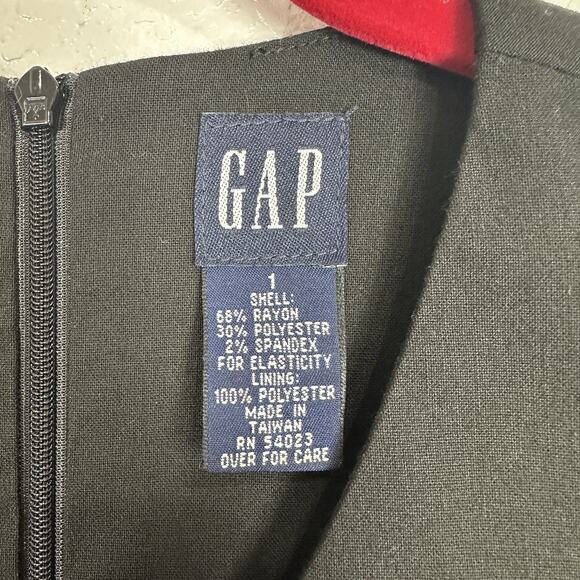 GAP
1
SHELL:
68% RAYON
30% POLYESTER
2% SPANDEX
FOR ELASTICITY
LINING:
100% POLYESTER
MADE IN
TAIWAN
RN 54023
OVER FOR CARE